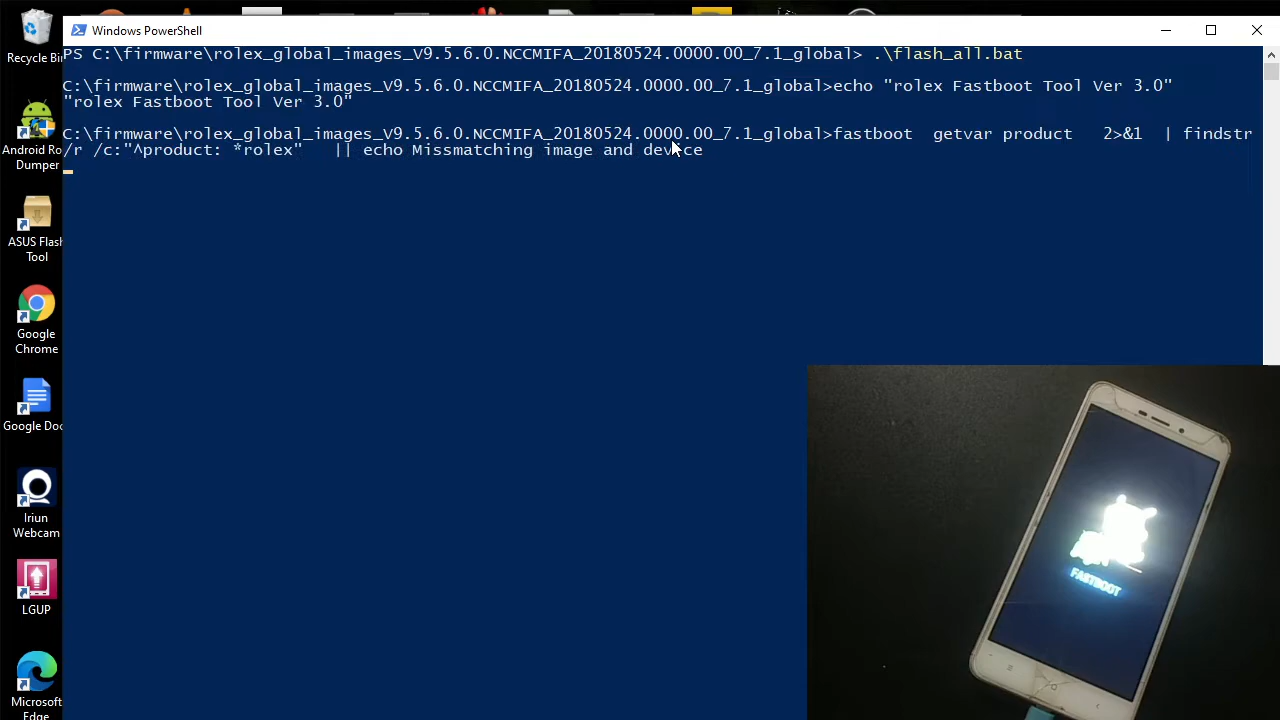 Windows PowerShell
PS C:\firmware\rolex_global_images_V9.5.6.0.NCCMIFA_20180524.0000.00_7.1_global> .\flash_all.bat
C:\firmware\rolex_global_images_V9.5.6.0.NCCMIFA_20180524.0000.00_7.1_global>echo "rolex Fastboot Tool Ver 3.0"
"rolex Fastboot Tool Ver 3.0"
C:\firmware\rolex_global_images_V9.5.6.0.NCCMIFA_20180524.0000.00_7.1_global>fastboot  getvar product   2>&1  | findstr
/r /c:"^product: *rolex"   || echo Missmatching image and device
Recycle Bin
Android Ro
Dumper
ASUS Flash
Tool
Google
Chrome
Google Doc
Iriun
Webcam
LGUP
Microsoft
Edge
FASTBOOT